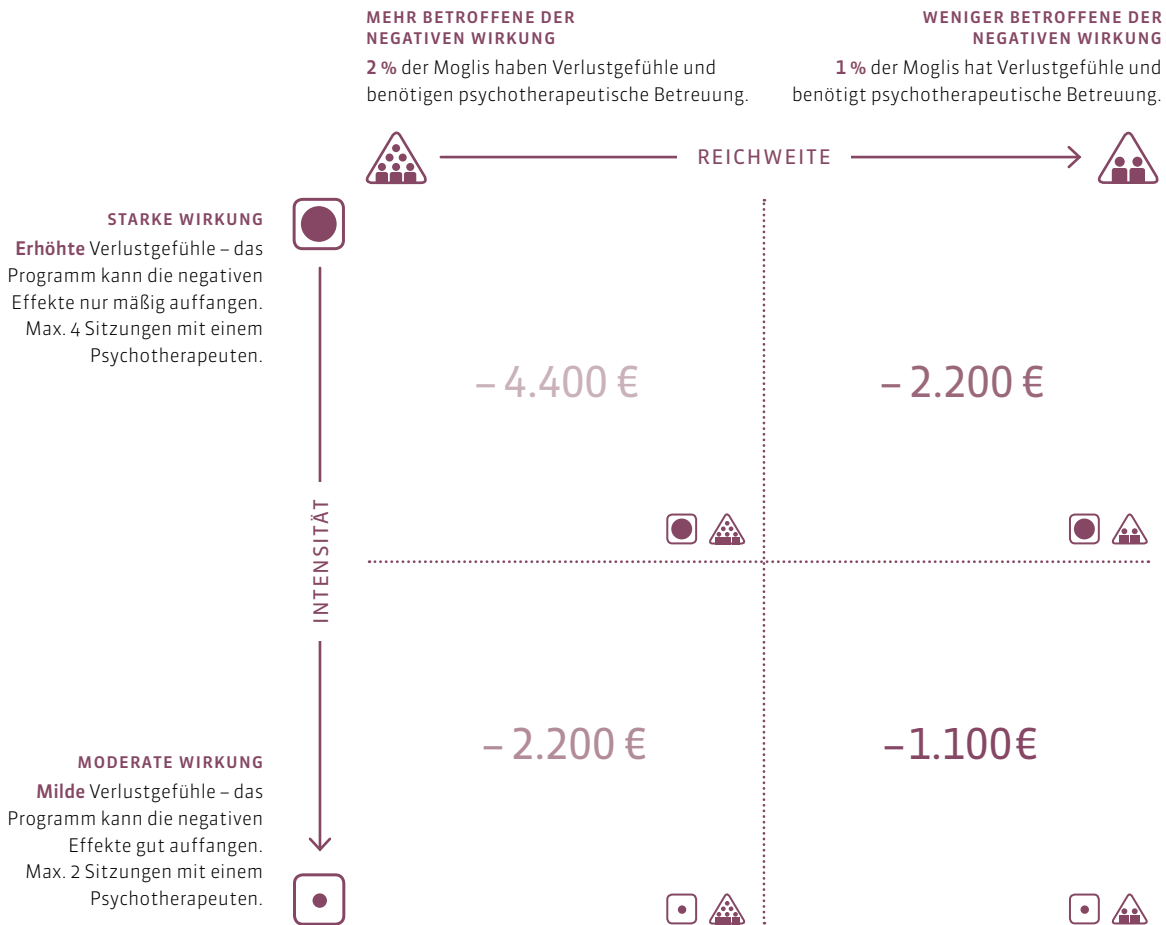 MEHR BETROFFENE DER
NEGATIVEN WIRKUNG
2 % der Moglis haben Verlustgefühle und
benötigen psychotherapeutische Betreuung.
WENIGER BETROFFENE DER
NEGATIVEN WIRKUNG
1 % der Moglis hat Verlustgefühle und
benötigt psychotherapeutische Betreuung.
REICHWEITE
STARKE WIRKUNG
Erhöhte Verlustgefühle – das
Programm kann die negativen
Effekte nur mäßig auffangen.
Max. 4 Sitzungen mit einem
Psychotherapeuten.
– 4.400 €
– 2.200 €
INTENSITÄT
– 2.200 €
–1.100 €
MODERATE WIRKUNG
Milde Verlustgefühle – das
Programm kann die negativen
Effekte gut auffangen.
Max. 2 Sitzungen mit einem
Psychotherapeuten.